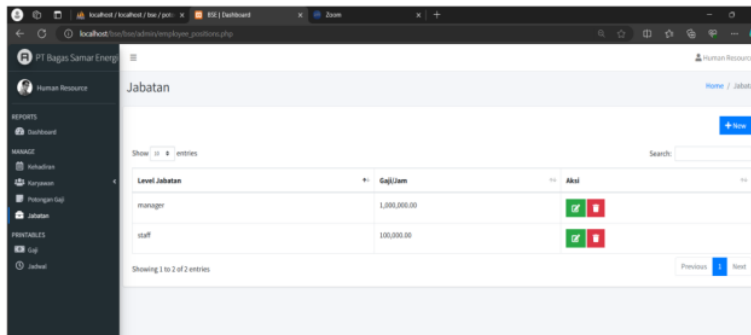 localhost / localhost / bse / potc
BSE | Dashboard
Zoom
localhost/bse/bse/admin/employee_positions.php
PT Bagas Samar Energi
Human Resource
Human Resource
Jabatan
Home / Jabat
REPORTS
Dashboard
MANAGE
Kehadiran
Karyawan
Potongan Gaji
Jabatan
PRINTABLES
Gaji
Jadwal
+ New
Show 10 entries
Search:
Level Jabatan Gaji/Jam Aksi
manager 1,000,000.00
staff 100,000.00
Showing 1 to 2 of 2 entries
Previous 1 Next